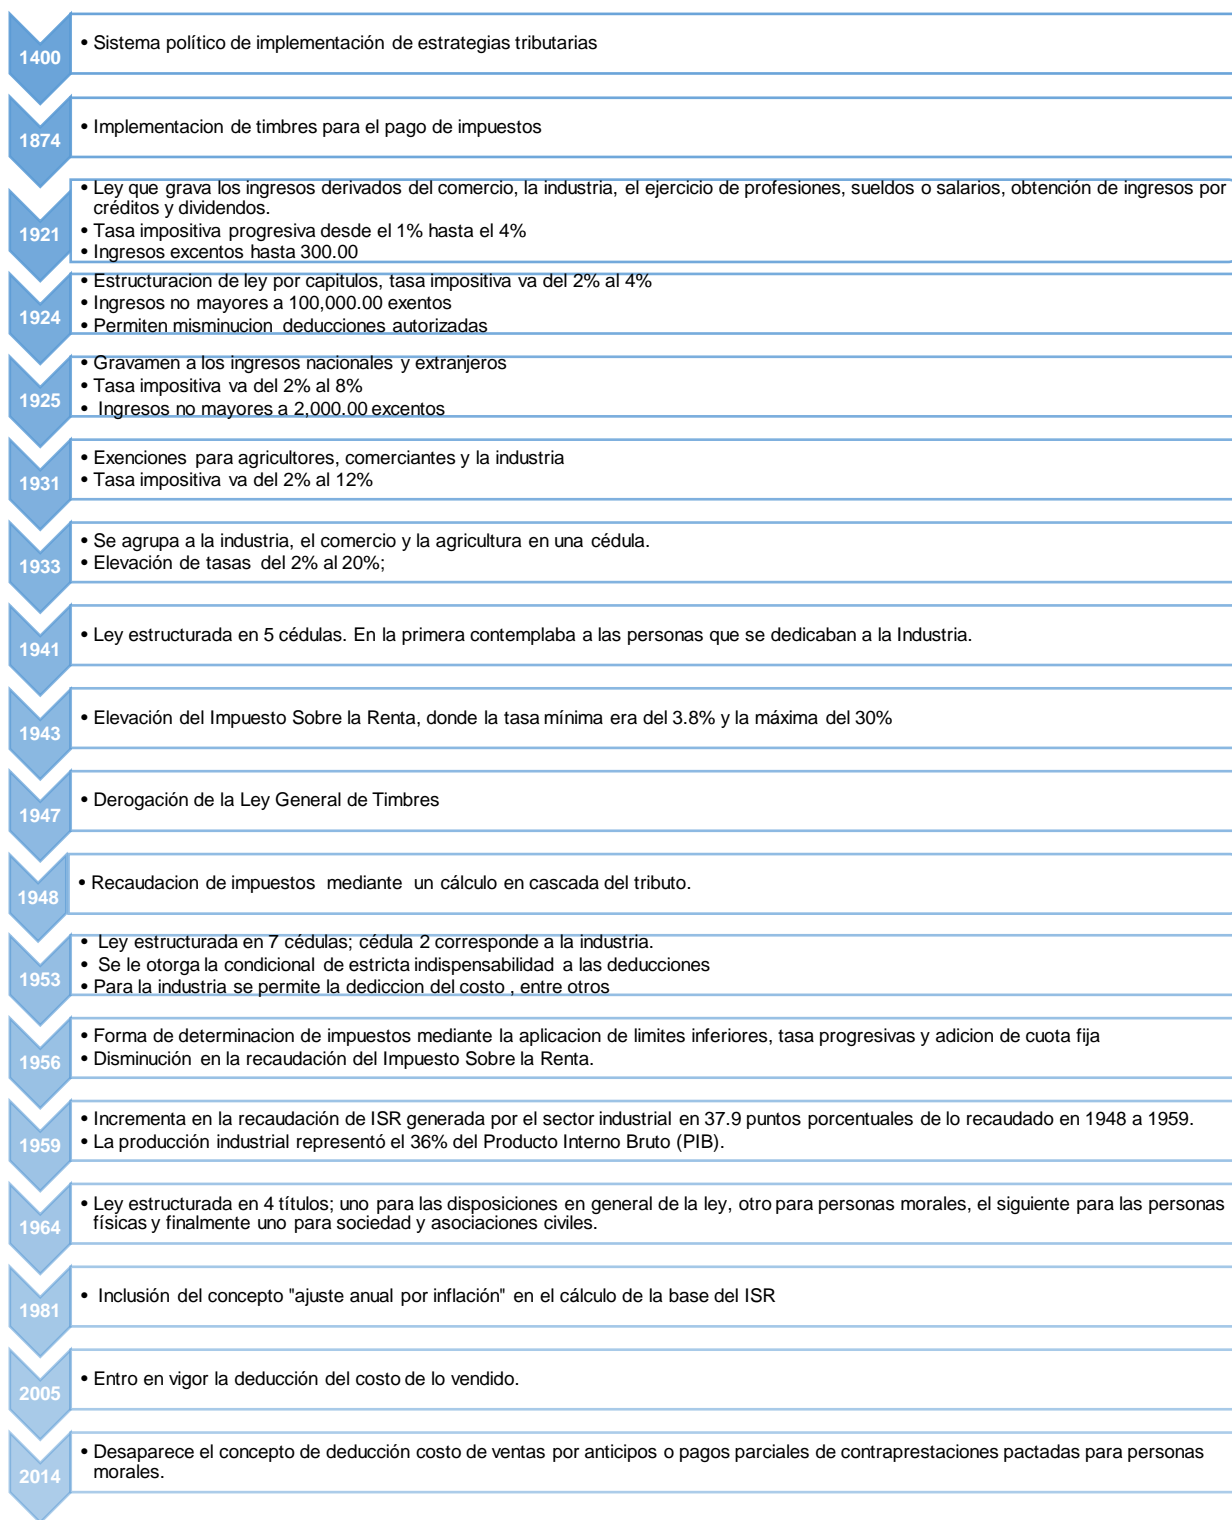 1400
• Sistema político de implementación de estrategias tributarias
1874
• Implementacion de timbres para el pago de impuestos
1921
• Ley que grava los ingresos derivados del comercio, la industria, el ejercicio de profesiones, sueldos o salarios, obtención de ingresos por
créditos y dividendos.
• Tasa impositiva progresiva desde el 1% hasta el 4%
• Ingresos excentos hasta 300.00
1924
• Estructuracion de ley por capitulos, tasa impositiva va del 2% al 4%
• Ingresos no mayores a 100,000.00 exentos
• Permiten misminucion deducciones autorizadas
1925
• Gravamen a los ingresos nacionales y extranjeros
• Tasa impositiva va del 2% al 8%
• Ingresos no mayores a 2,000.00 excentos
1931
• Exenciones para agricultores, comerciantes y la industria
• Tasa impositiva va del 2% al 12%
1933
• Se agrupa a la industria, el comercio y la agricultura en una cédula.
• Elevación de tasas del 2% al 20%;
1941
• Ley estructurada en 5 cédulas. En la primera contemplaba a las personas que se dedicaban a la Industria.
1943
• Elevación del Impuesto Sobre la Renta, donde la tasa mínima era del 3.8% y la máxima del 30%
1947
• Derogación de la Ley General de Timbres
1948
• Recaudacion de impuestos mediante un cálculo en cascada del tributo.
1953
• Ley estructurada en 7 cédulas; cédula 2 corresponde a la industria.
• Se le otorga la condicional de estricta indispensabilidad a las deducciones
• Para la industria se permite la dediccion del costo , entre otros
1956
• Forma de determinacion de impuestos mediante la aplicacion de limites inferiores, tasa progresivas y adicion de cuota fija
• Disminución en la recaudación del Impuesto Sobre la Renta.
1959
• Incrementa en la recaudación de ISR generada por el sector industrial en 37.9 puntos porcentuales de lo recaudado en 1948 a 1959.
• La producción industrial representó el 36% del Producto Interno Bruto (PIB).
1964
• Ley estructurada en 4 títulos; uno para las disposiciones en general de la ley, otro para personas morales, el siguiente para las personas
físicas y finalmente uno para sociedad y asociaciones civiles.
1981
• Inclusión del concepto "ajuste anual por inflación" en el cálculo de la base del ISR
2005
• Entro en vigor la deducción del costo de lo vendido.
2014
• Desaparece el concepto de deducción costo de ventas por anticipos o pagos parciales de contraprestaciones pactadas para personas
morales.